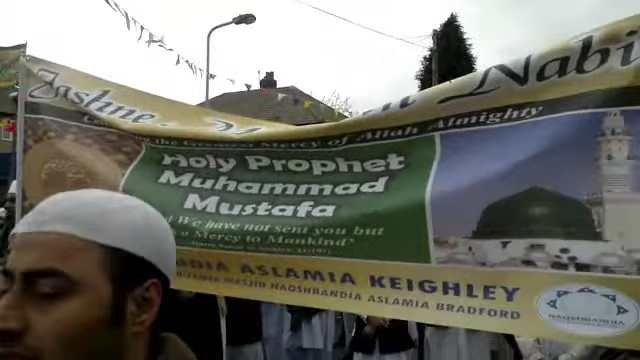 Jashne
Nabi
the Greatest Mercy of Allah Almighty
Holy Prophet
Muhammad
Mustafa
We have not sent you but
a Mercy to Mankind"
ASLAMIA KEIGHLEY
MASJID NAQSHBANDIA ASLAMIA BRADFORD
NAQSHBANDIA